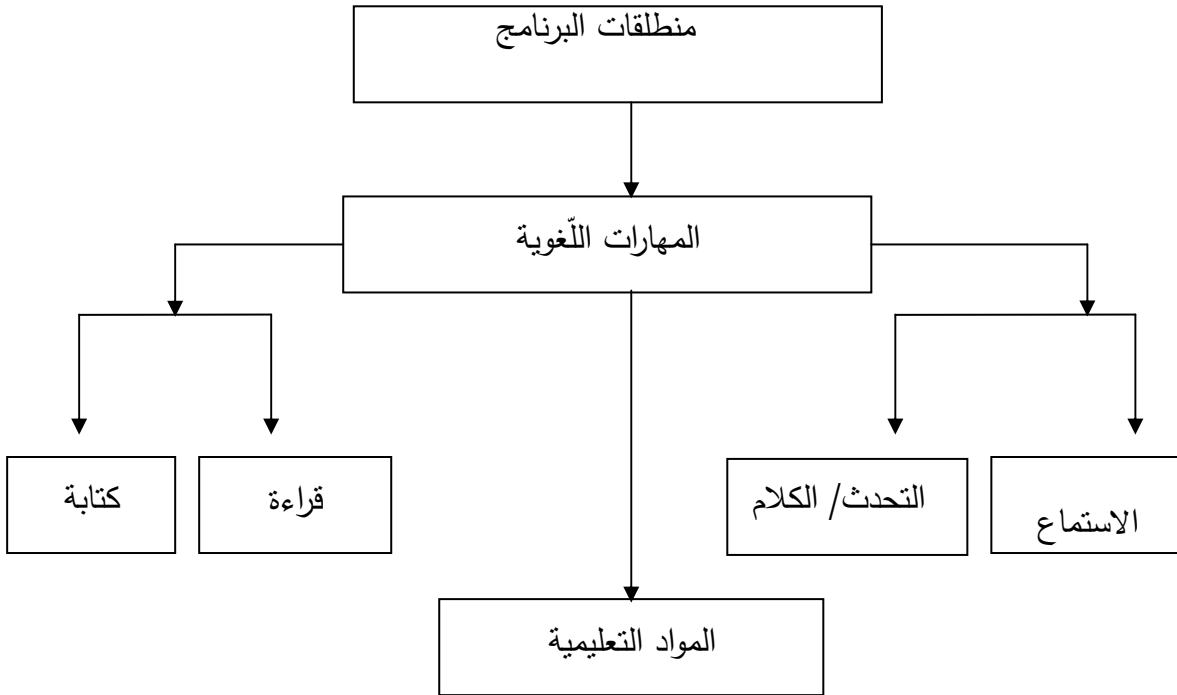 منطلقات البرنامج
المهارات اللّغوية
الاستماع
التحدث/ الكلام
قراءة
كتابة
المواد التعليمية